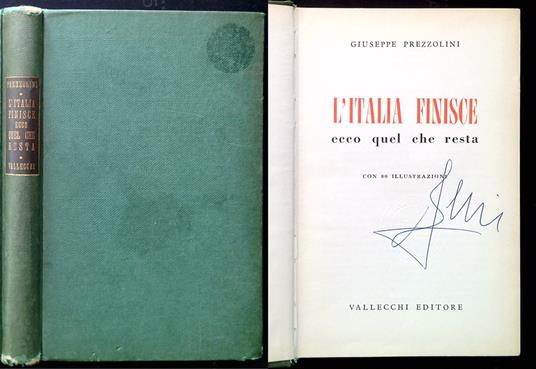 PREZZOLINI
L'ITALIA
FINISCE
ECCO
QUEL CHE
RESTA
VALLECCHI
GIUSEPPE PREZZOLINI
L'ITALIA FINISCE
ecco quel che resta
CON 80 ILLUSTRAZIONI
VALLECCHI EDITORE